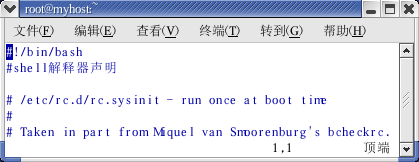 root@myhost:~
文件(F) 编辑(E) 查看(V) 终端(T) 转到(G) 帮助(H)
#!/bin/bash
#shell解释器声明
# /etc/rc.d/rc.sysinit - run once at boot time
#
# Taken in part from Miquel van Smoorenburg's bcheckrc.
1,1 顶端